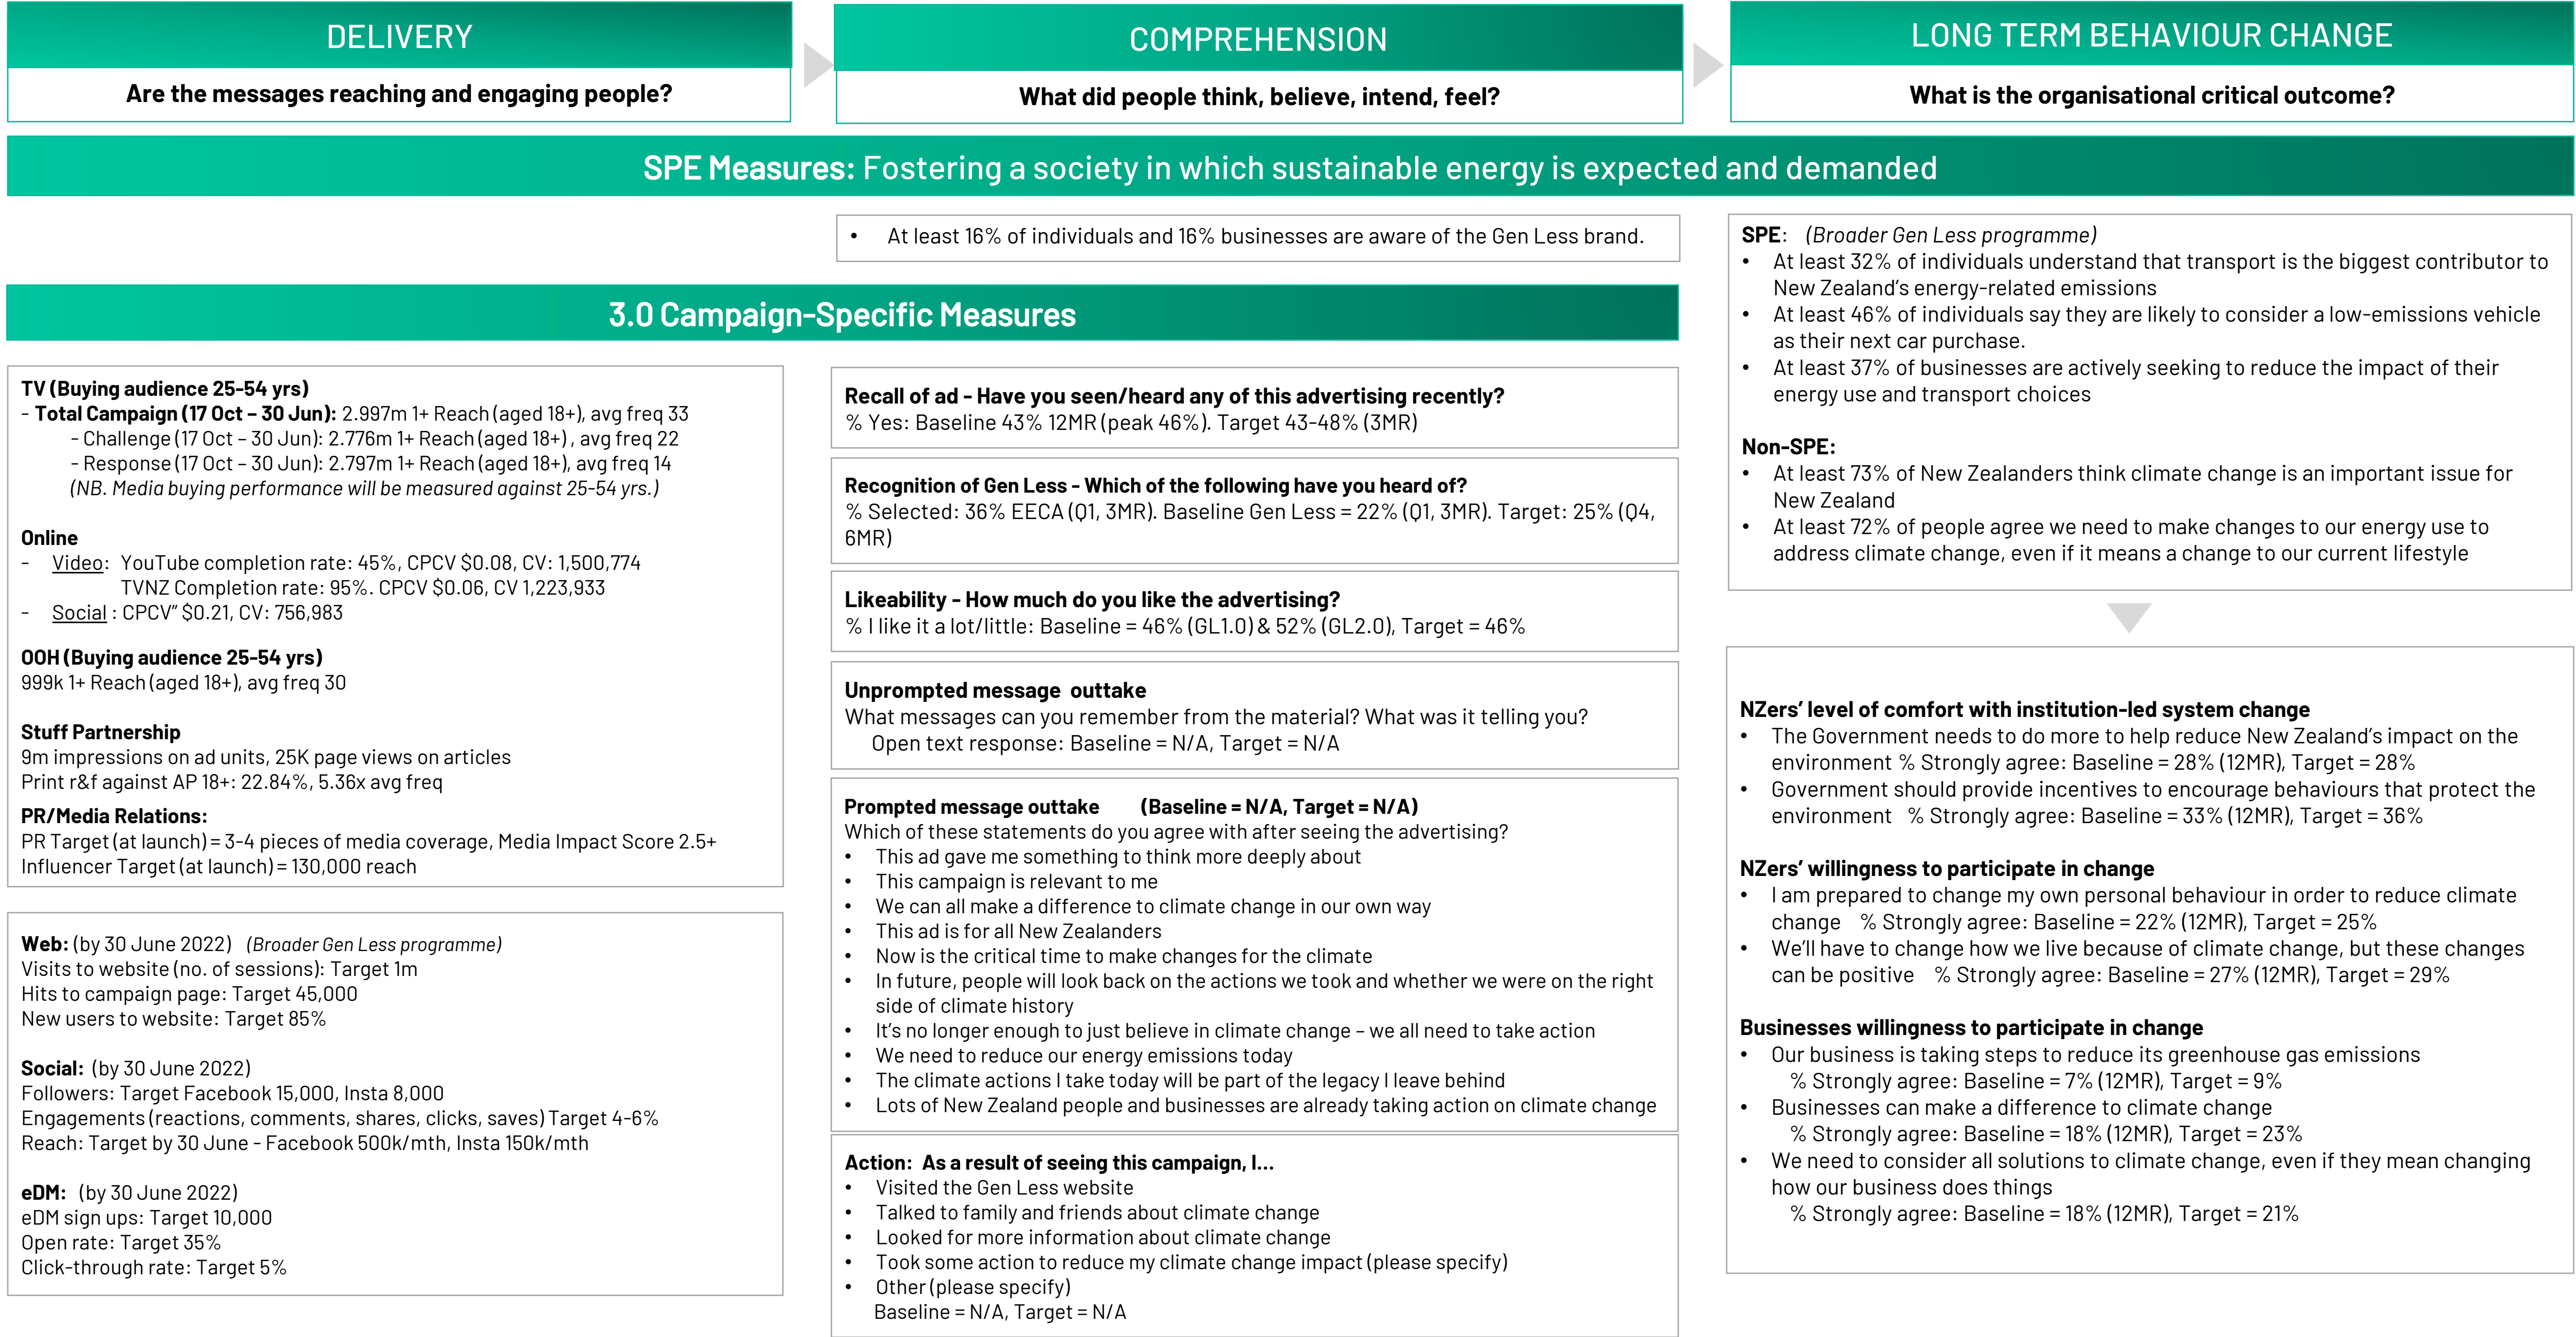 DELIVERY
Are the messages reaching and engaging people?
COMPREHENSION
What did people think, believe, intend, feel?
LONG TERM BEHAVIOUR CHANGE
What is the organisational critical outcome?
SPE Measures: Fostering a society in which sustainable energy is expected and demanded
• At least 16% of individuals and 16% businesses are aware of the Gen Less brand.
3.0 Campaign-Specific Measures
TV (Buying audience 25-54 yrs)
- Total Campaign (17 Oct – 30 Jun): 2.997m 1+ Reach (aged 18+), avg freq 33
- Challenge (17 Oct – 30 Jun): 2.776m 1+ Reach (aged 18+) , avg freq 22
- Response (17 Oct – 30 Jun): 2.797m 1+ Reach (aged 18+), avg freq 14
(NB. Media buying performance will be measured against 25-54 yrs.)
Online
- Video: YouTube completion rate: 45%, CPCV $0.08, CV: 1,500,774
TVNZ Completion rate: 95%. CPCV $0.06, CV 1,223,933
- Social : CPCV” $0.21, CV: 756,983
OOH (Buying audience 25-54 yrs)
999k 1+ Reach (aged 18+), avg freq 30
Stuff Partnership
9m impressions on ad units, 25K page views on articles
Print r&f against AP 18+: 22.84%, 5.36x avg freq
PR/Media Relations:
PR Target (at launch) = 3-4 pieces of media coverage, Media Impact Score 2.5+
Influencer Target (at launch) = 130,000 reach
Web: (by 30 June 2022) (Broader Gen Less programme)
Visits to website (no. of sessions): Target 1m
Hits to campaign page: Target 45,000
New users to website: Target 85%
Social: (by 30 June 2022)
Followers: Target Facebook 15,000, Insta 8,000
Engagements (reactions, comments, shares, clicks, saves) Target 4-6%
Reach: Target by 30 June - Facebook 500k/mth, Insta 150k/mth
eDM: (by 30 June 2022)
eDM sign ups: Target 10,000
Open rate: Target 35%
Click-through rate: Target 5%
Recall of ad - Have you seen/heard any of this advertising recently?
% Yes: Baseline 43% 12MR (peak 46%). Target 43-48% (3MR)
Recognition of Gen Less - Which of the following have you heard of?
% Selected: 36% EECA (Q1, 3MR). Baseline Gen Less = 22% (Q1, 3MR). Target: 25% (Q4,
6MR)
Likeability - How much do you like the advertising?
% I like it a lot/little: Baseline = 46% (GL1.0) & 52% (GL2.0), Target = 46%
Unprompted message outtake
What messages can you remember from the material? What was it telling you?
Open text response: Baseline = N/A, Target = N/A
Prompted message outtake (Baseline = N/A, Target = N/A)
Which of these statements do you agree with after seeing the advertising?
• This ad gave me something to think more deeply about
• This campaign is relevant to me
• We can all make a difference to climate change in our own way
• This ad is for all New Zealanders
• Now is the critical time to make changes for the climate
• In future, people will look back on the actions we took and whether we were on the right
side of climate history
• It’s no longer enough to just believe in climate change – we all need to take action
• We need to reduce our energy emissions today
• The climate actions I take today will be part of the legacy I leave behind
• Lots of New Zealand people and businesses are already taking action on climate change
Action: As a result of seeing this campaign, I…
• Visited the Gen Less website
• Talked to family and friends about climate change
• Looked for more information about climate change
• Took some action to reduce my climate change impact (please specify)
• Other (please specify)
Baseline = N/A, Target = N/A
SPE: (Broader Gen Less programme)
• At least 32% of individuals understand that transport is the biggest contributor to
New Zealand’s energy-related emissions
• At least 46% of individuals say they are likely to consider a low-emissions vehicle
as their next car purchase.
• At least 37% of businesses are actively seeking to reduce the impact of their
energy use and transport choices
Non-SPE:
• At least 73% of New Zealanders think climate change is an important issue for
New Zealand
• At least 72% of people agree we need to make changes to our energy use to
address climate change, even if it means a change to our current lifestyle
NZers’ level of comfort with institution-led system change
• The Government needs to do more to help reduce New Zealand’s impact on the
environment % Strongly agree: Baseline = 28% (12MR), Target = 28%
• Government should provide incentives to encourage behaviours that protect the
environment % Strongly agree: Baseline = 33% (12MR), Target = 36%
NZers’ willingness to participate in change
• I am prepared to change my own personal behaviour in order to reduce climate
change % Strongly agree: Baseline = 22% (12MR), Target = 25%
• We’ll have to change how we live because of climate change, but these changes
can be positive % Strongly agree: Baseline = 27% (12MR), Target = 29%
Businesses willingness to participate in change
• Our business is taking steps to reduce its greenhouse gas emissions
% Strongly agree: Baseline = 7% (12MR), Target = 9%
• Businesses can make a difference to climate change
% Strongly agree: Baseline = 18% (12MR), Target = 23%
• We need to consider all solutions to climate change, even if they mean changing
how our business does things
% Strongly agree: Baseline = 18% (12MR), Target = 21%